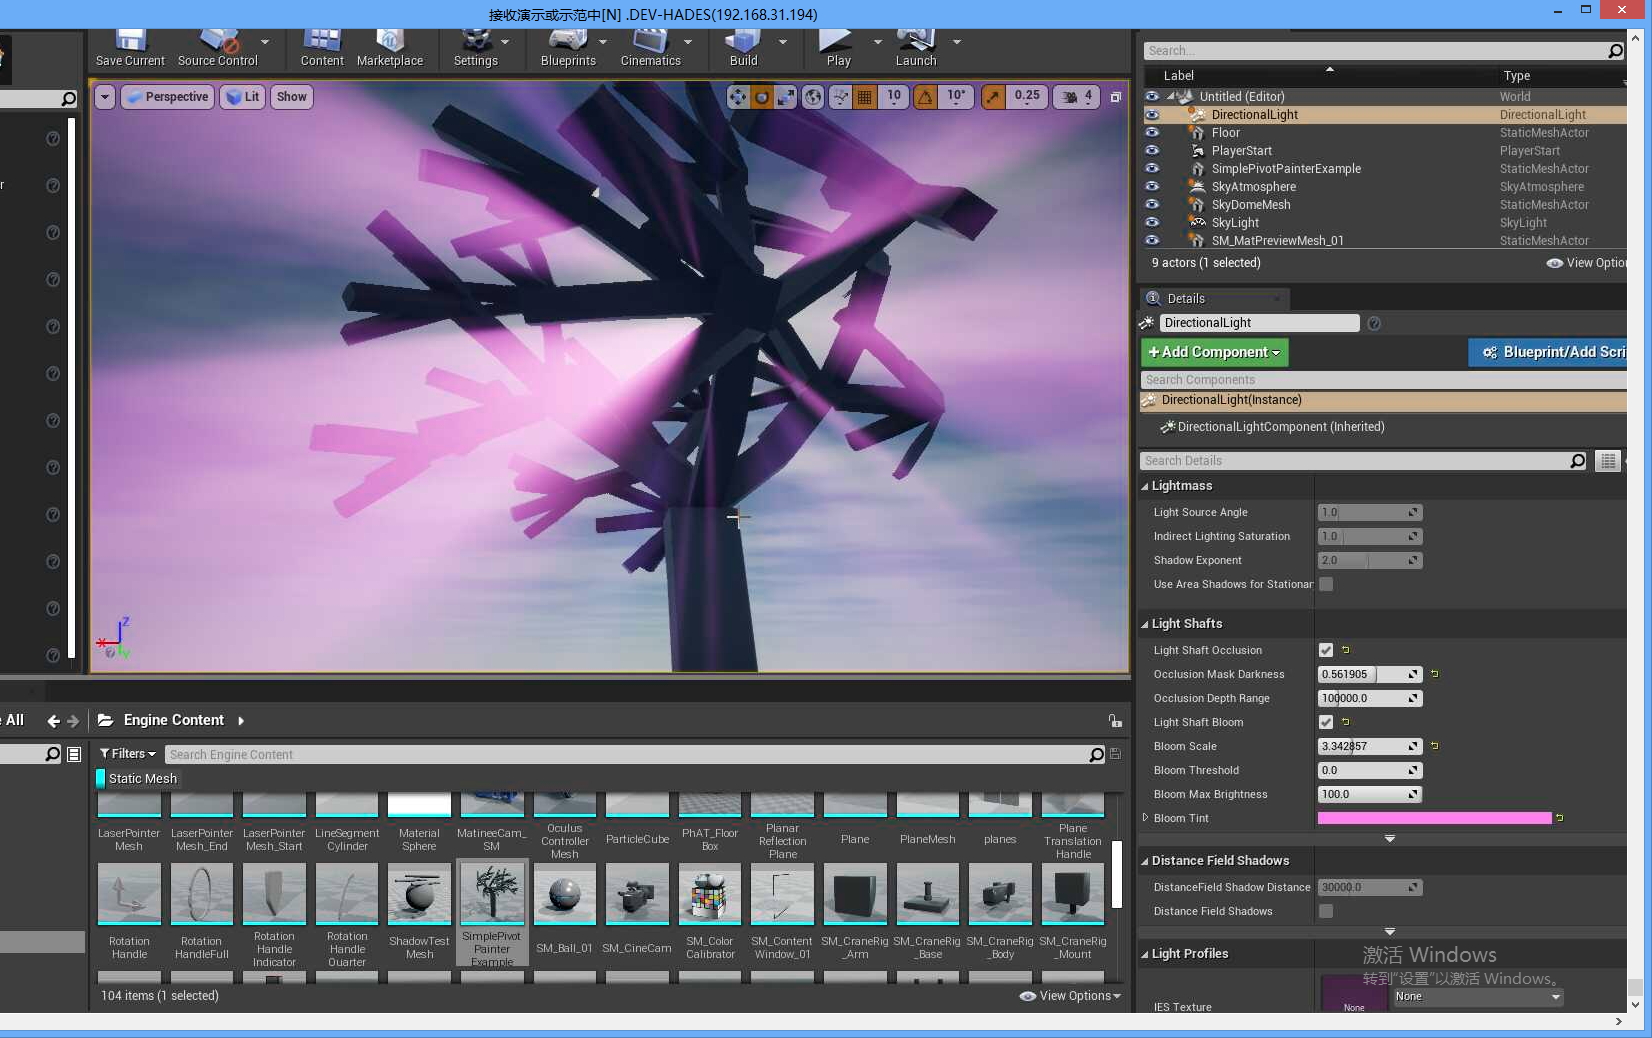 接收演示或示范中[N] .DEV-HADES(192.168.31.194)
Save Current
Source Control
Content
Marketplace
Settings
Blueprints
Cinematics
Build
Play
Launch
Perspective
Lit
Show
10
10°
0.25
4
Z
X
Y
r
Search...
Label
Type
Untitled (Editor)
World
DirectionalLight
DirectionalLight
Floor
StaticMeshActor
PlayerStart
PlayerStart
SimplePivotPainterExample
StaticMeshActor
SkyAtmosphere
SkyAtmosphere
SkyDomeMesh
StaticMeshActor
SkyLight
SkyLight
SM_MatPreviewMesh_01
StaticMeshActor
9 actors (1 selected)
View Optio
Details
DirectionalLight
+Add Component
Blueprint/Add Scri
Search Components
DirectionalLight(Instance)
DirectionalLightComponent (Inherited)
Search Details
Lightmass
Light Source Angle
1.0
Indirect Lighting Saturation
1.0
Shadow Exponent
2.0
Use Area Shadows for Stationar
Light Shafts
Light Shaft Occlusion
Occlusion Mask Darkness
0.561905
Occlusion Depth Range
100000.0
Light Shaft Bloom
Bloom Scale
3.342857
Bloom Threshold
0.0
Bloom Max Brightness
100.0
Bloom Tint
Distance Field Shadows
DistanceField Shadow Distance
30000.0
Distance Field Shadows
Light Profiles
IES Texture
None
None
激活 Windows
转到"设置"以激活 Windows。
e All
Engine Content
Filters
Search Engine Content
Static Mesh
LaserPointer
Mesh
LaserPointer
Mesh_End
LaserPointer
Mesh_Start
LineSegment
Cylinder
Material
Sphere
MatineeCam_
SM
Oculus
Controller
Mesh
ParticleCube
PhAT_Floor
Box
Planar
Reflection
Plane
Plane
PlaneMesh
planes
Plane
Translation
Handle
Rotation
Handle
Rotation
HandleFull
Rotation
Handle
Indicator
Rotation
Handle
Quarter
ShadowTest
Mesh
SimplePivot
Painter
Example
SM_Ball_01
SM_CineCam
SM_Color
Calibrator
SM_Content
Window_01
SM_CraneRig
_Arm
SM_CraneRig
_Base
SM_CraneRig
_Body
SM_CraneRig
_Mount
104 items (1 selected)
View Options